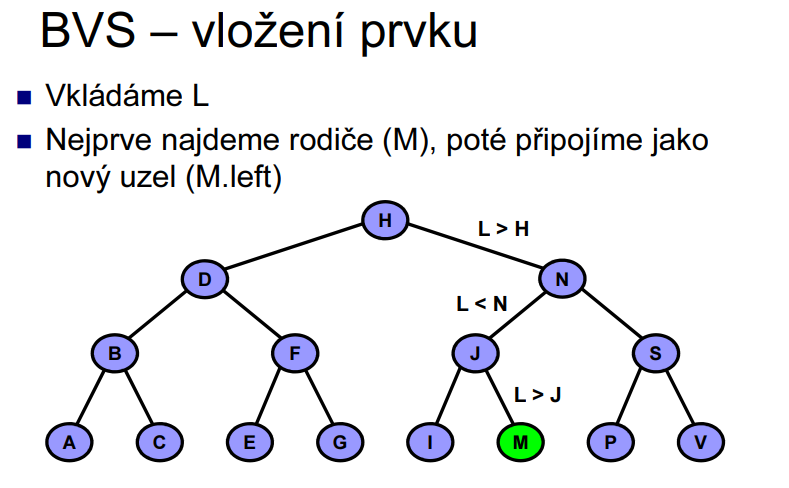 BVS – vložení prvku
Vkládáme L
Nejprve najdeme rodiče (M), poté připojíme jako
nový uzel (M.left)
H
L > H
D
N
L < N
B
F
J
S
L > J
A
C
E
G
I
M
P
V